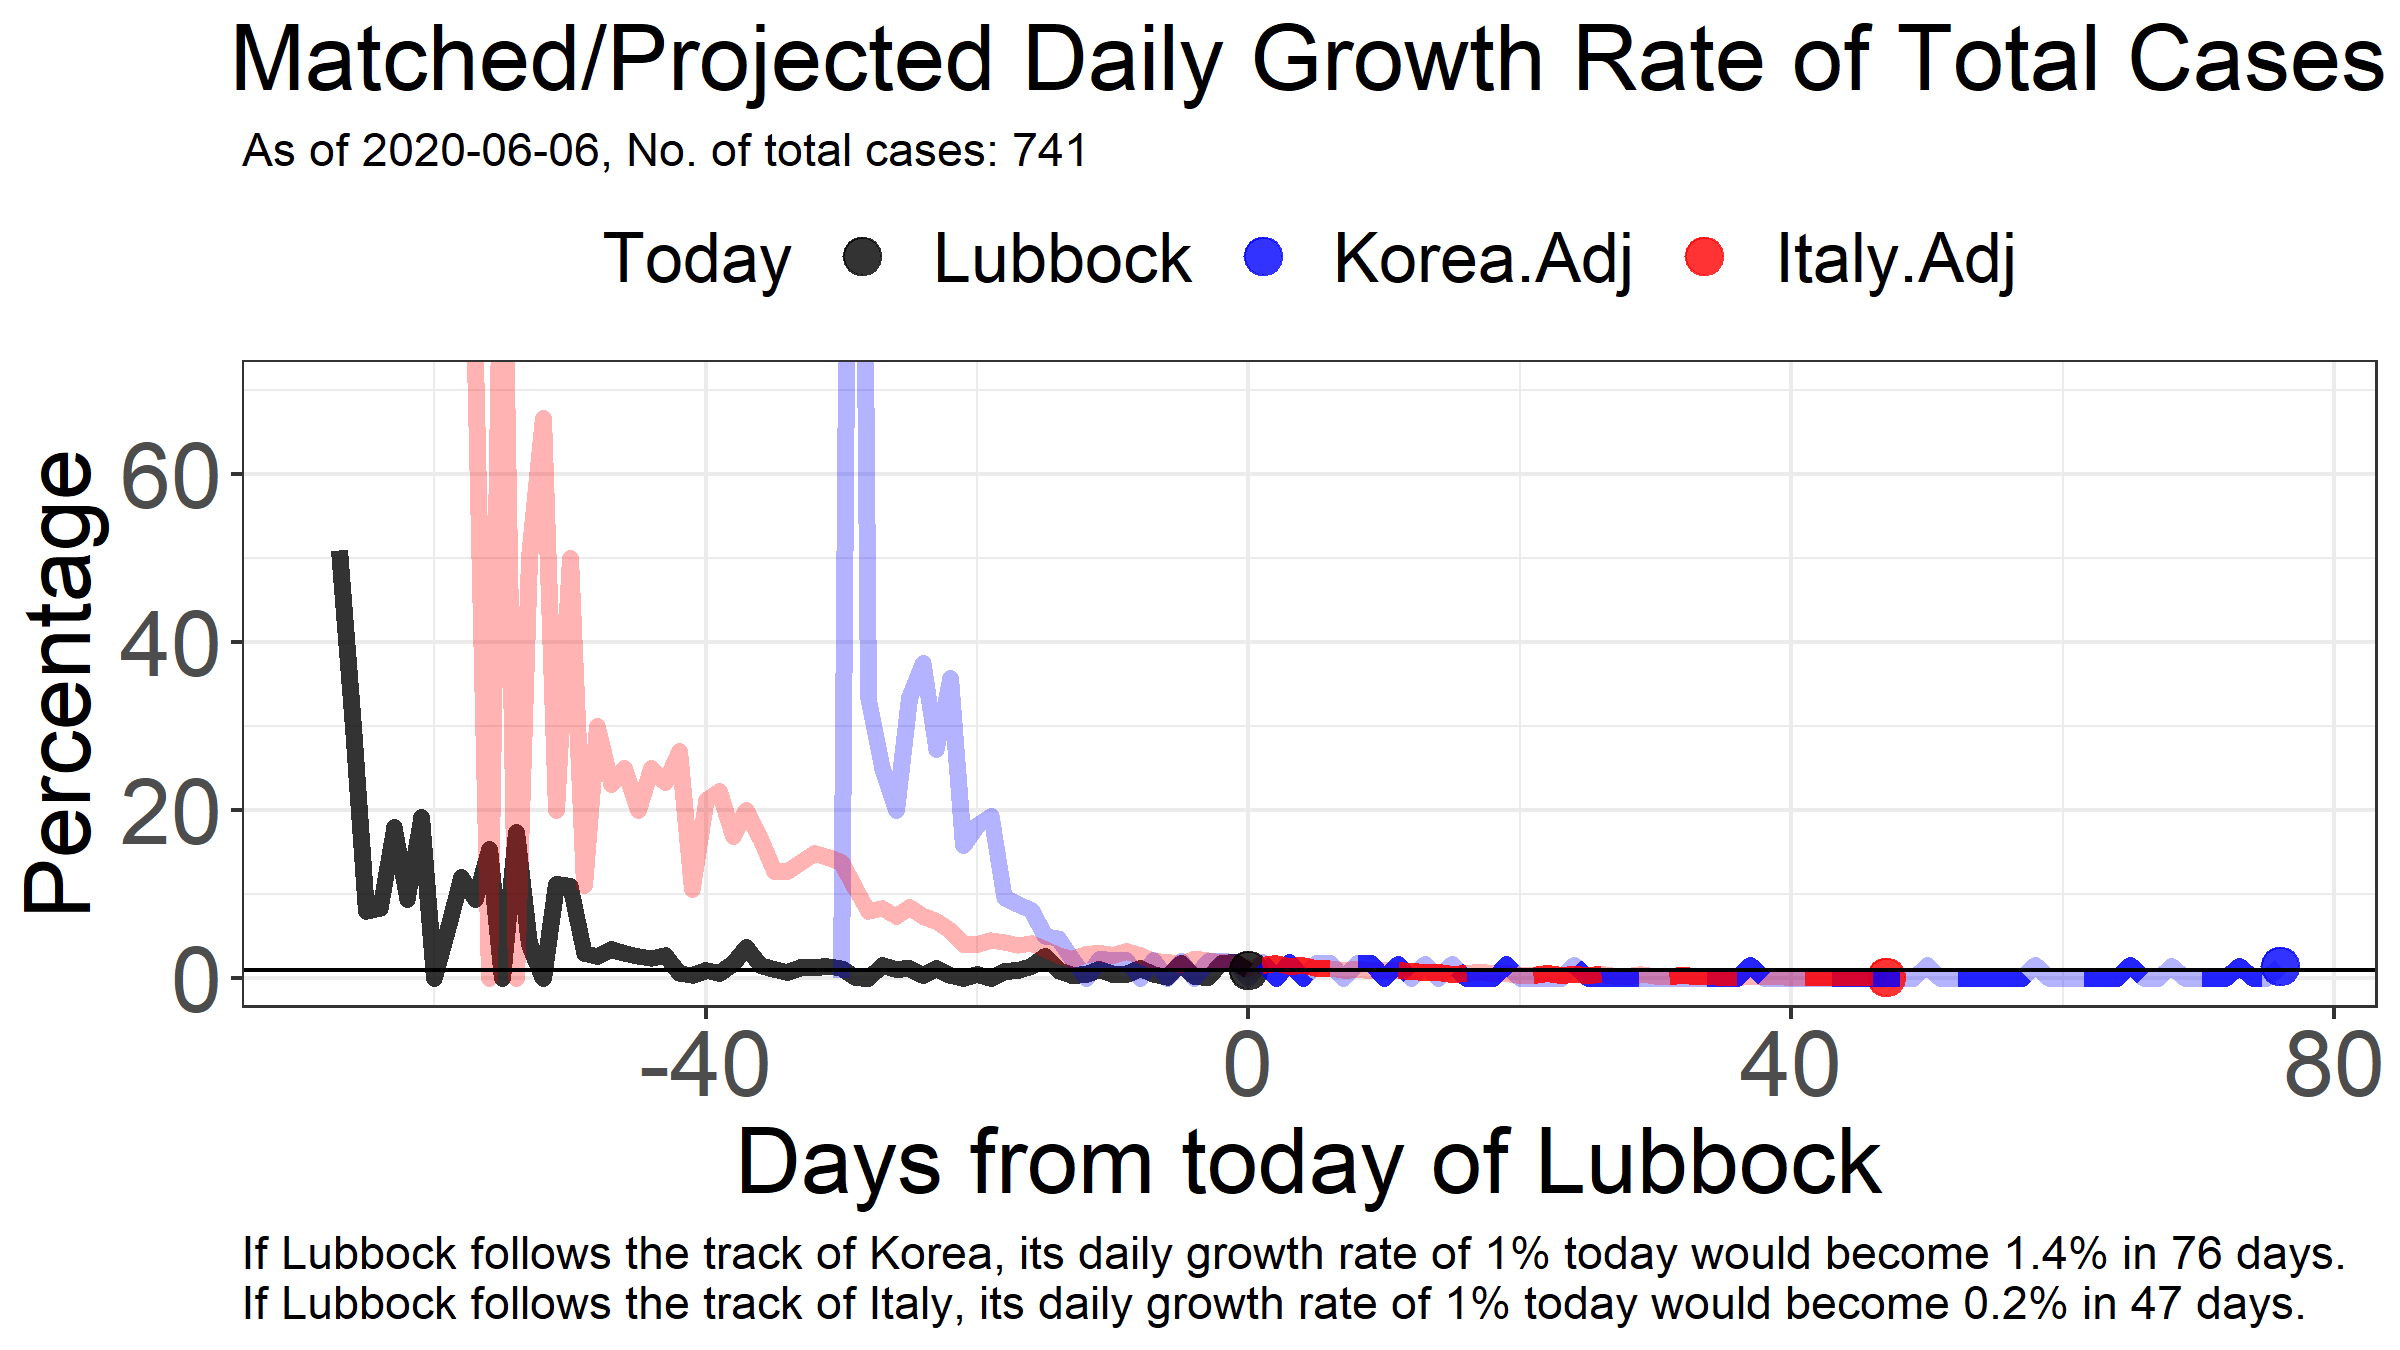 Matched/Projected Daily Growth Rate of Total Cases
As of 2020-06-06, No. of total cases: 741
Today Lubbock Korea.Adj Italy.Adj
Percentage
60
40
20
0
-40 0 40 80
Days from today of Lubbock
If Lubbock follows the track of Korea, its daily growth rate of 1% today would become 1.4% in 76 days.
If Lubbock follows the track of Italy, its daily growth rate of 1% today would become 0.2% in 47 days.